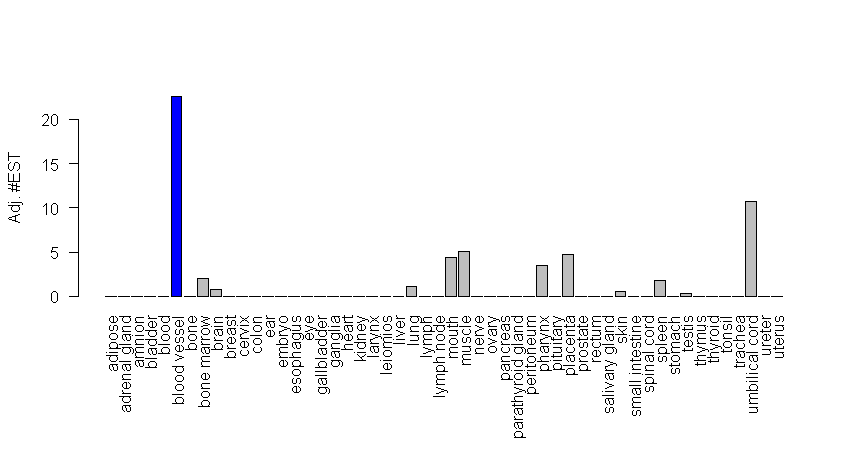 Adj. #EST
20
15
10
5
0
adipose
adrenal gland
amnion
bladder
blood
blood vessel
bone
bone marrow
brain
breast
cervix
colon
ear
embryo
esophagus
eye
gallbladder
ganglia
heart
kidney
larynx
leiomios
liver
lung
lymph
lymph node
mouth
muscle
nerve
ovary
pancreas
parathyroid gland
peritoneum
pharynx
pituitary
placenta
prostate
rectum
salivary gland
skin
small intestine
spinal cord
spleen
stomach
testis
thymus
thyroid
tonsil
trachea
umbilical cord
ureter
uterus